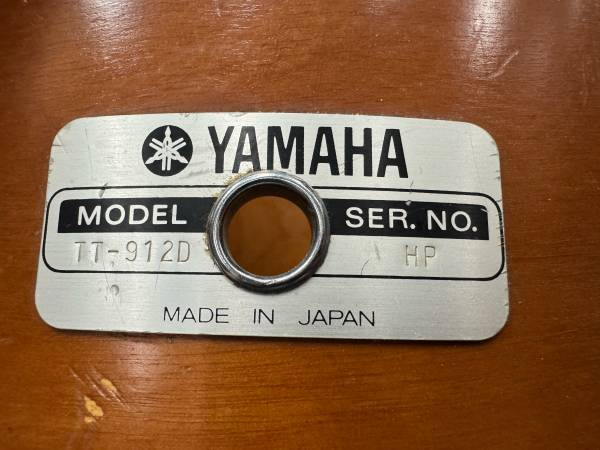 YAMAHA
MODEL SER. NO.
TT-912D HP
MADE IN JAPAN